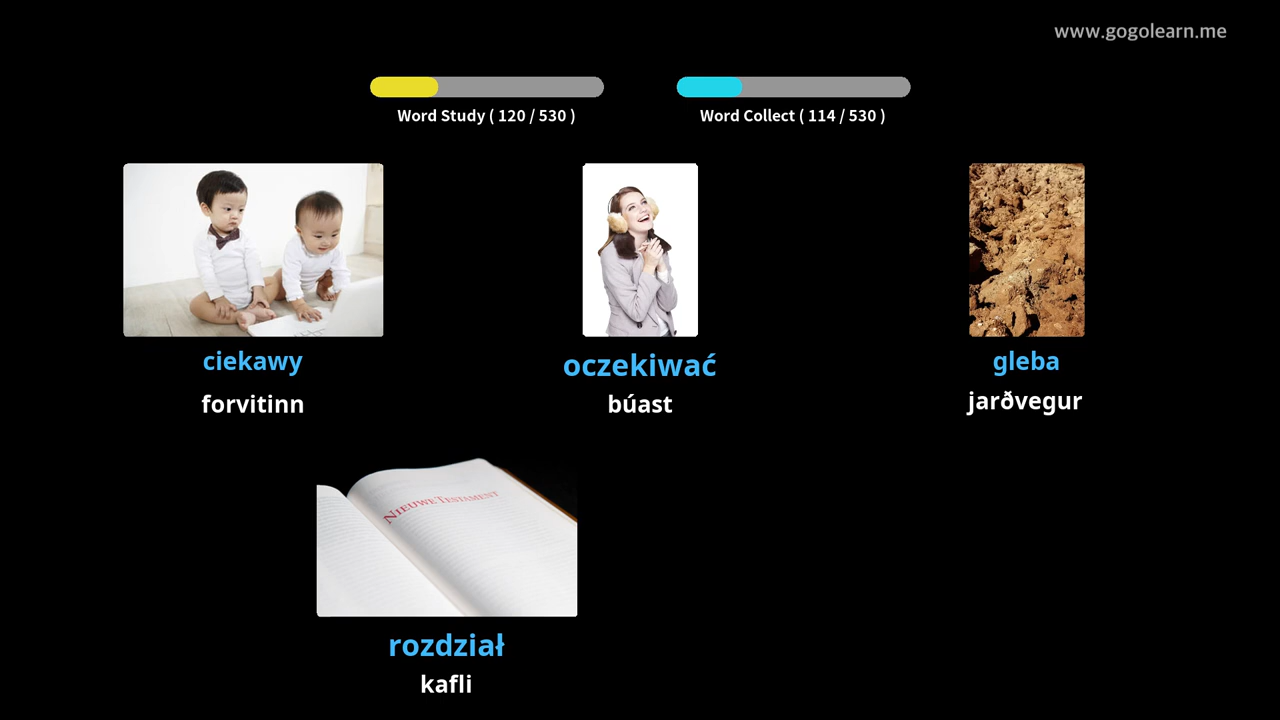 www.gogolearn.me
Word Study ( 120 / 530 )
Word Collect ( 114 / 530 )
ciekawy
oczekiwać
gleba
forvitinn
búast
jarðvegur
NIEUWE TESTAMENT
rozdział
kafli